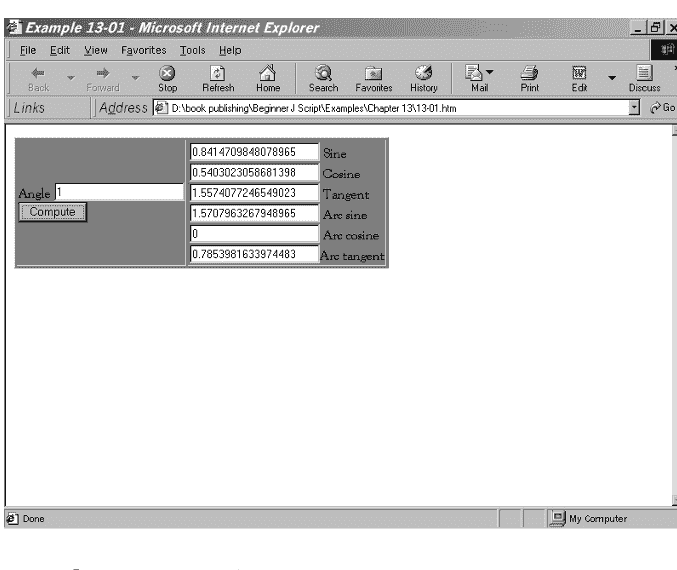 Example 13-01 - Microsoft Internet Explorer
File Edit View Favorites Tools Help
Back Forward Stop Refresh Home Search Favorites History Mail Print Edit Discuss
Links Address D:\book publishing\Beginner J Script\Examples\Chapter 13\13-01.htm Go
0.8414709848078965 Sine
0.5403023058681398 Cosine
Angle 1 1.5574077246549023 Tangent
Compute 1.5707963267948965 Arc sine
0 Arc cosine
0.7853981633974483 Arc tangent
Done My Computer